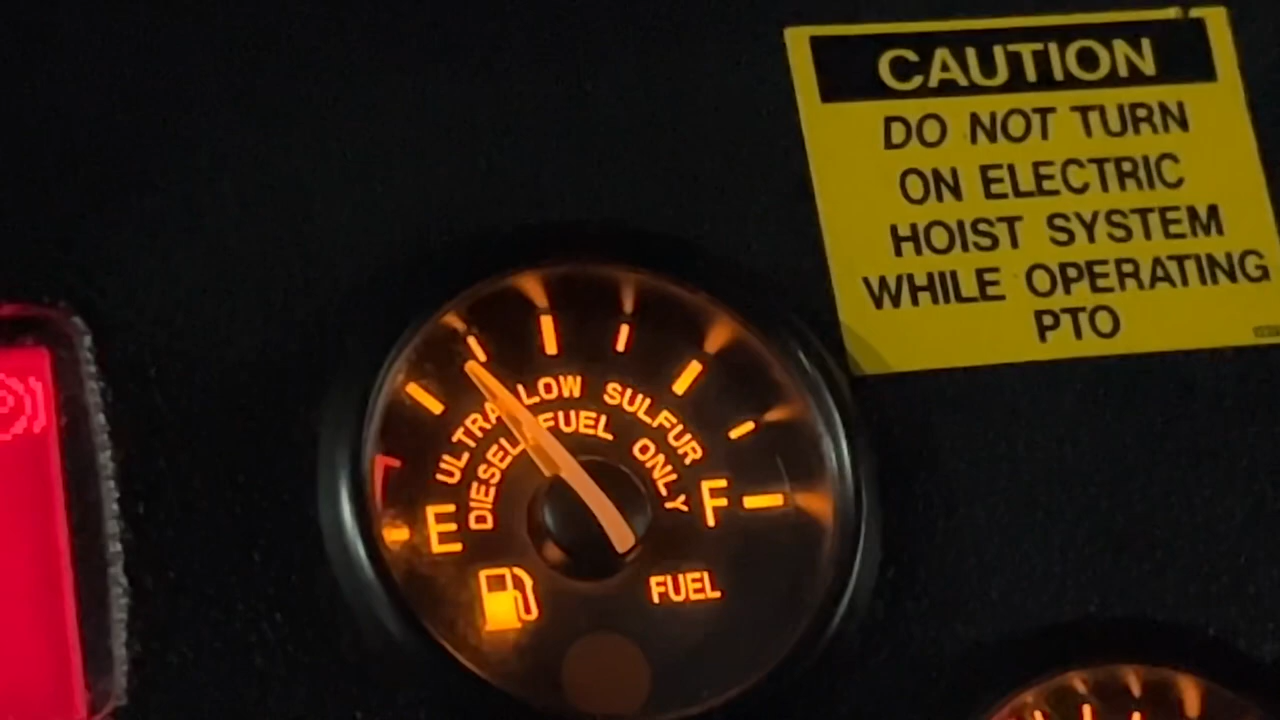 CAUTION
DO NOT TURN
ON ELECTRIC
HOIST SYSTEM
WHILE OPERATING
PTO
ULTRA LOW SULFUR
DIESEL FUEL ONLY
E
F
FUEL